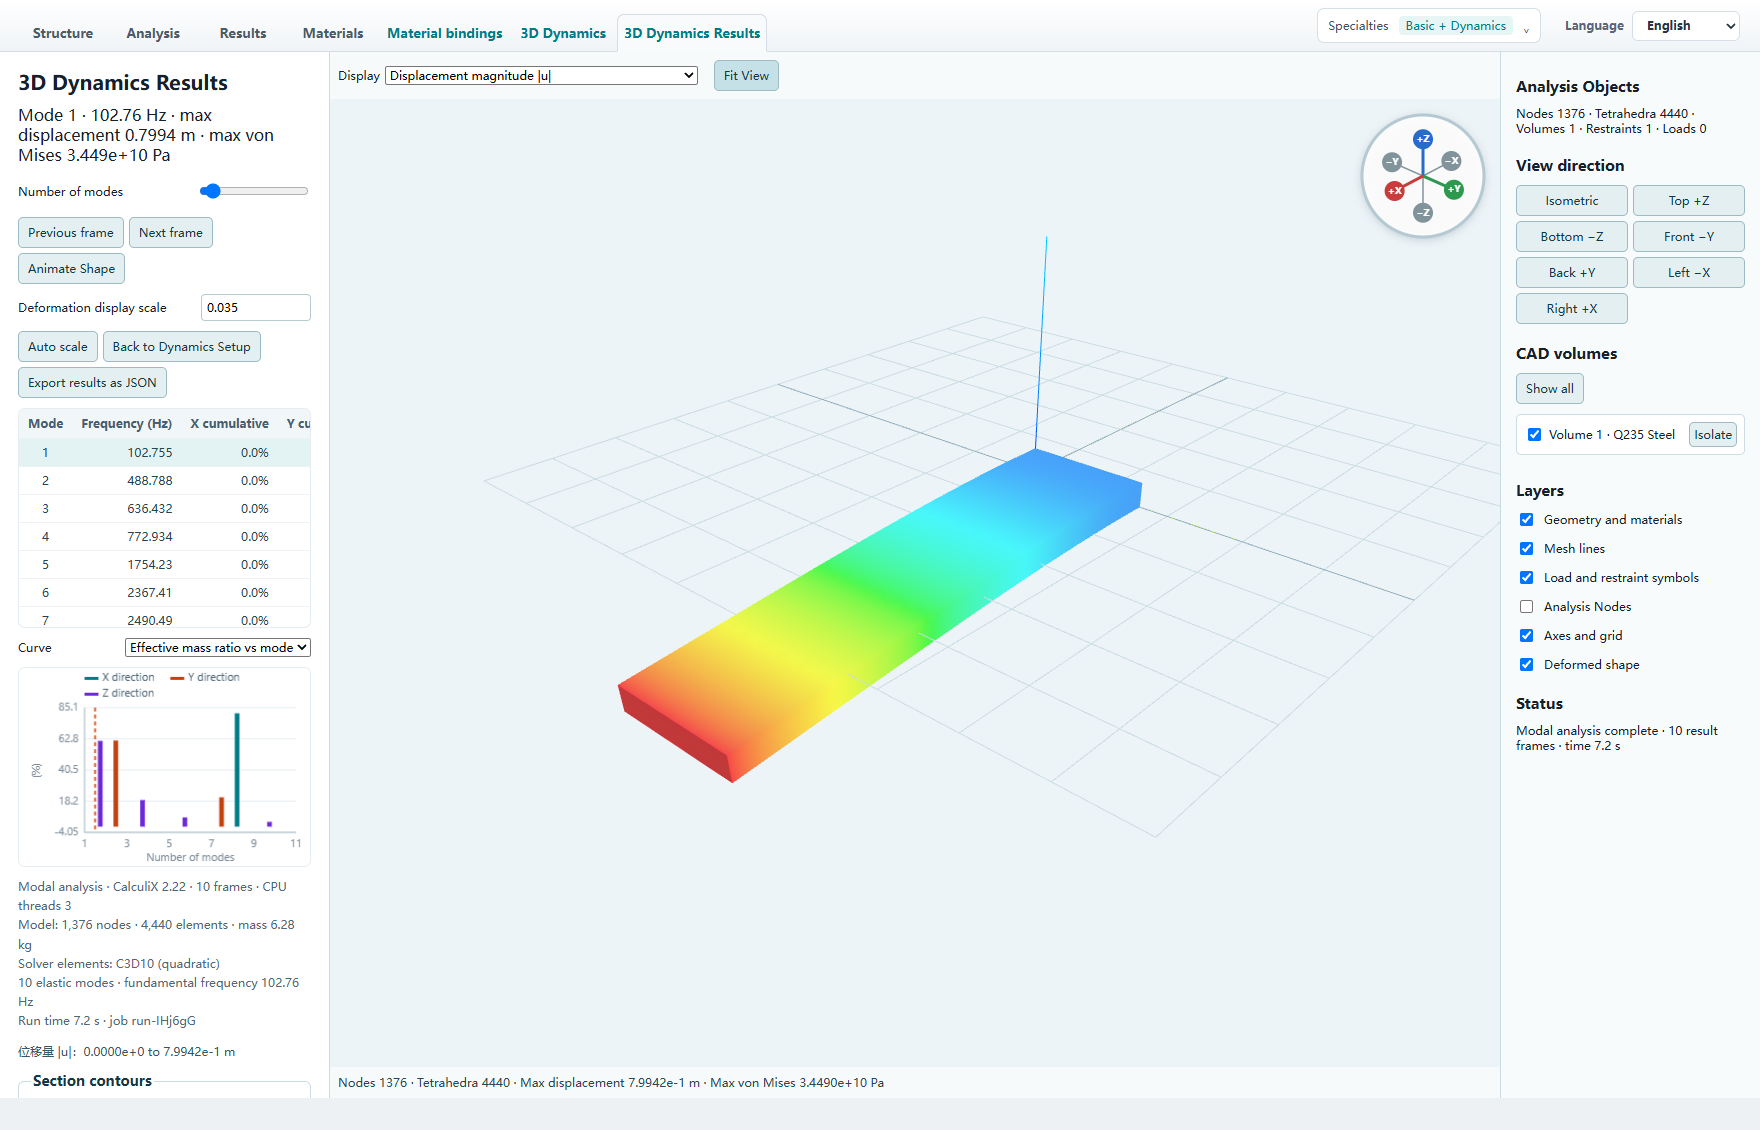 Structure
Analysis
Results
Materials
Material bindings
3D Dynamics
3D Dynamics Results
Specialties
Basic + Dynamics
Language
English
3D Dynamics Results
Mode 1 · 102.76 Hz · max
displacement 0.7994 m · max von
Mises 3.449e+10 Pa
Number of modes
Previous frame
Next frame
Animate Shape
Deformation display scale
0.035
Auto scale
Back to Dynamics Setup
Export results as JSON
Mode Frequency (Hz) X cumulative Y cu
1 102.755 0.0%
2 488.788 0.0%
3 636.432 0.0%
4 772.934 0.0%
5 1754.23 0.0%
6 2367.41 0.0%
7 2490.49 0.0%
Curve
Effective mass ratio vs mode
X direction
Y direction
Z direction
85.1
62.8
40.5
18.2
-4.05
(%)
1 3 5 7 9 11
Number of modes
Modal analysis · CalculiX 2.22 · 10 frames · CPU
threads 3
Model: 1,376 nodes · 4,440 elements · mass 6.28
kg
Solver elements: C3D10 (quadratic)
10 elastic modes · fundamental frequency 102.76
Hz
Run time 7.2 s · job run-IHj6gG
位移量 |u|: 0.0000e+0 to 7.9942e-1 m
Section contours
Display
Displacement magnitude |u|
Fit View
+Z
−Y
−X
+X
+Y
−Z
Nodes 1376 · Tetrahedra 4440 · Max displacement 7.9942e-1 m · Max von Mises 3.4490e+10 Pa
Analysis Objects
Nodes 1376 · Tetrahedra 4440 ·
Volumes 1 · Restraints 1 · Loads 0
View direction
Isometric
Top +Z
Bottom −Z
Front −Y
Back +Y
Left −X
Right +X
CAD volumes
Show all
Volume 1 · Q235 Steel
Isolate
Layers
Geometry and materials
Mesh lines
Load and restraint symbols
Analysis Nodes
Axes and grid
Deformed shape
Status
Modal analysis complete · 10 result
frames · time 7.2 s